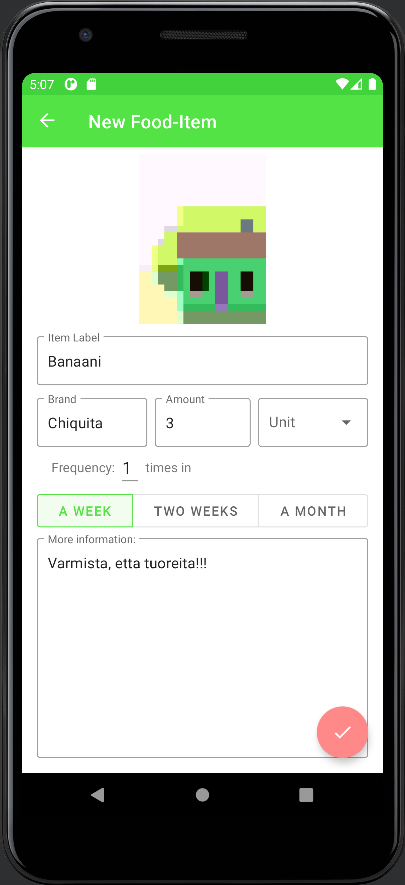 5:07
New Food-Item
Item Label
Banaani
Brand
Amount
Chiquita
3
Unit
Frequency: 1 times in
A WEEK
TWO WEEKS
A MONTH
More information:
Varmista, etta tuoreita!!!